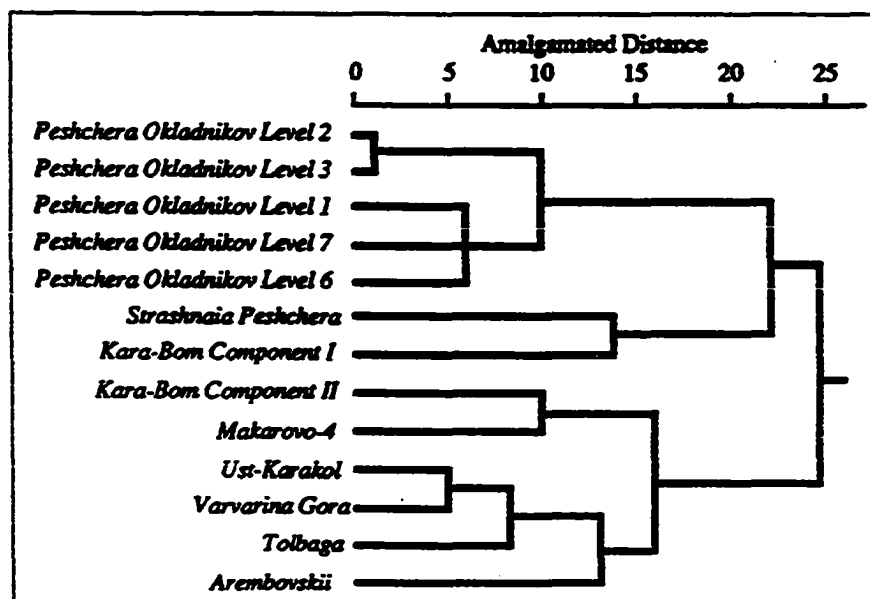 Amalgamated Distance
0 5 10 15 20 25
Peshchera Okladnikov Level 2
Peshchera Okladnikov Level 3
Peshchera Okladnikov Level 1
Peshchera Okladnikov Level 7
Peshchera Okladnikov Level 6
Strashnaia Peshchera
Kara-Bom Component I
Kara-Bom Component II
Makarovo-4
Ust-Karakol
Varvarina Gora
Tolbaga
Arembovskii